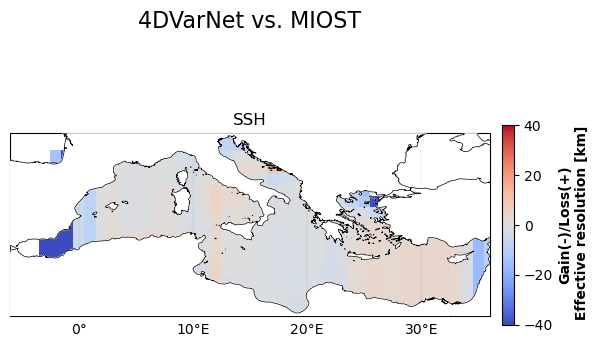 4DVarNet vs. MIOST
SSH
40
20
0
−20
−40
Gain(-)/Loss(+)
Effective resolution [km]
0°
10°E
20°E
30°E